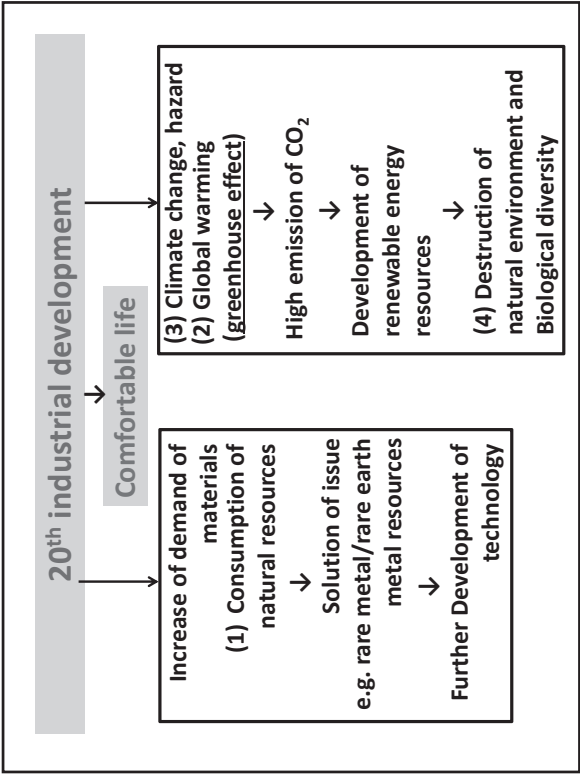 20th industrial development
Comfortable life
Increase of demand of
materials
(1) Consumption of
natural resources
Solution of issue
e.g. rare metal/rare earth
metal resources
Further Development of
technology
(3) Climate change, hazard
(2) Global warming
(greenhouse effect)
High emission of CO2
Development of
renewable energy
resources
(4) Destruction of
natural environment and
Biological diversity